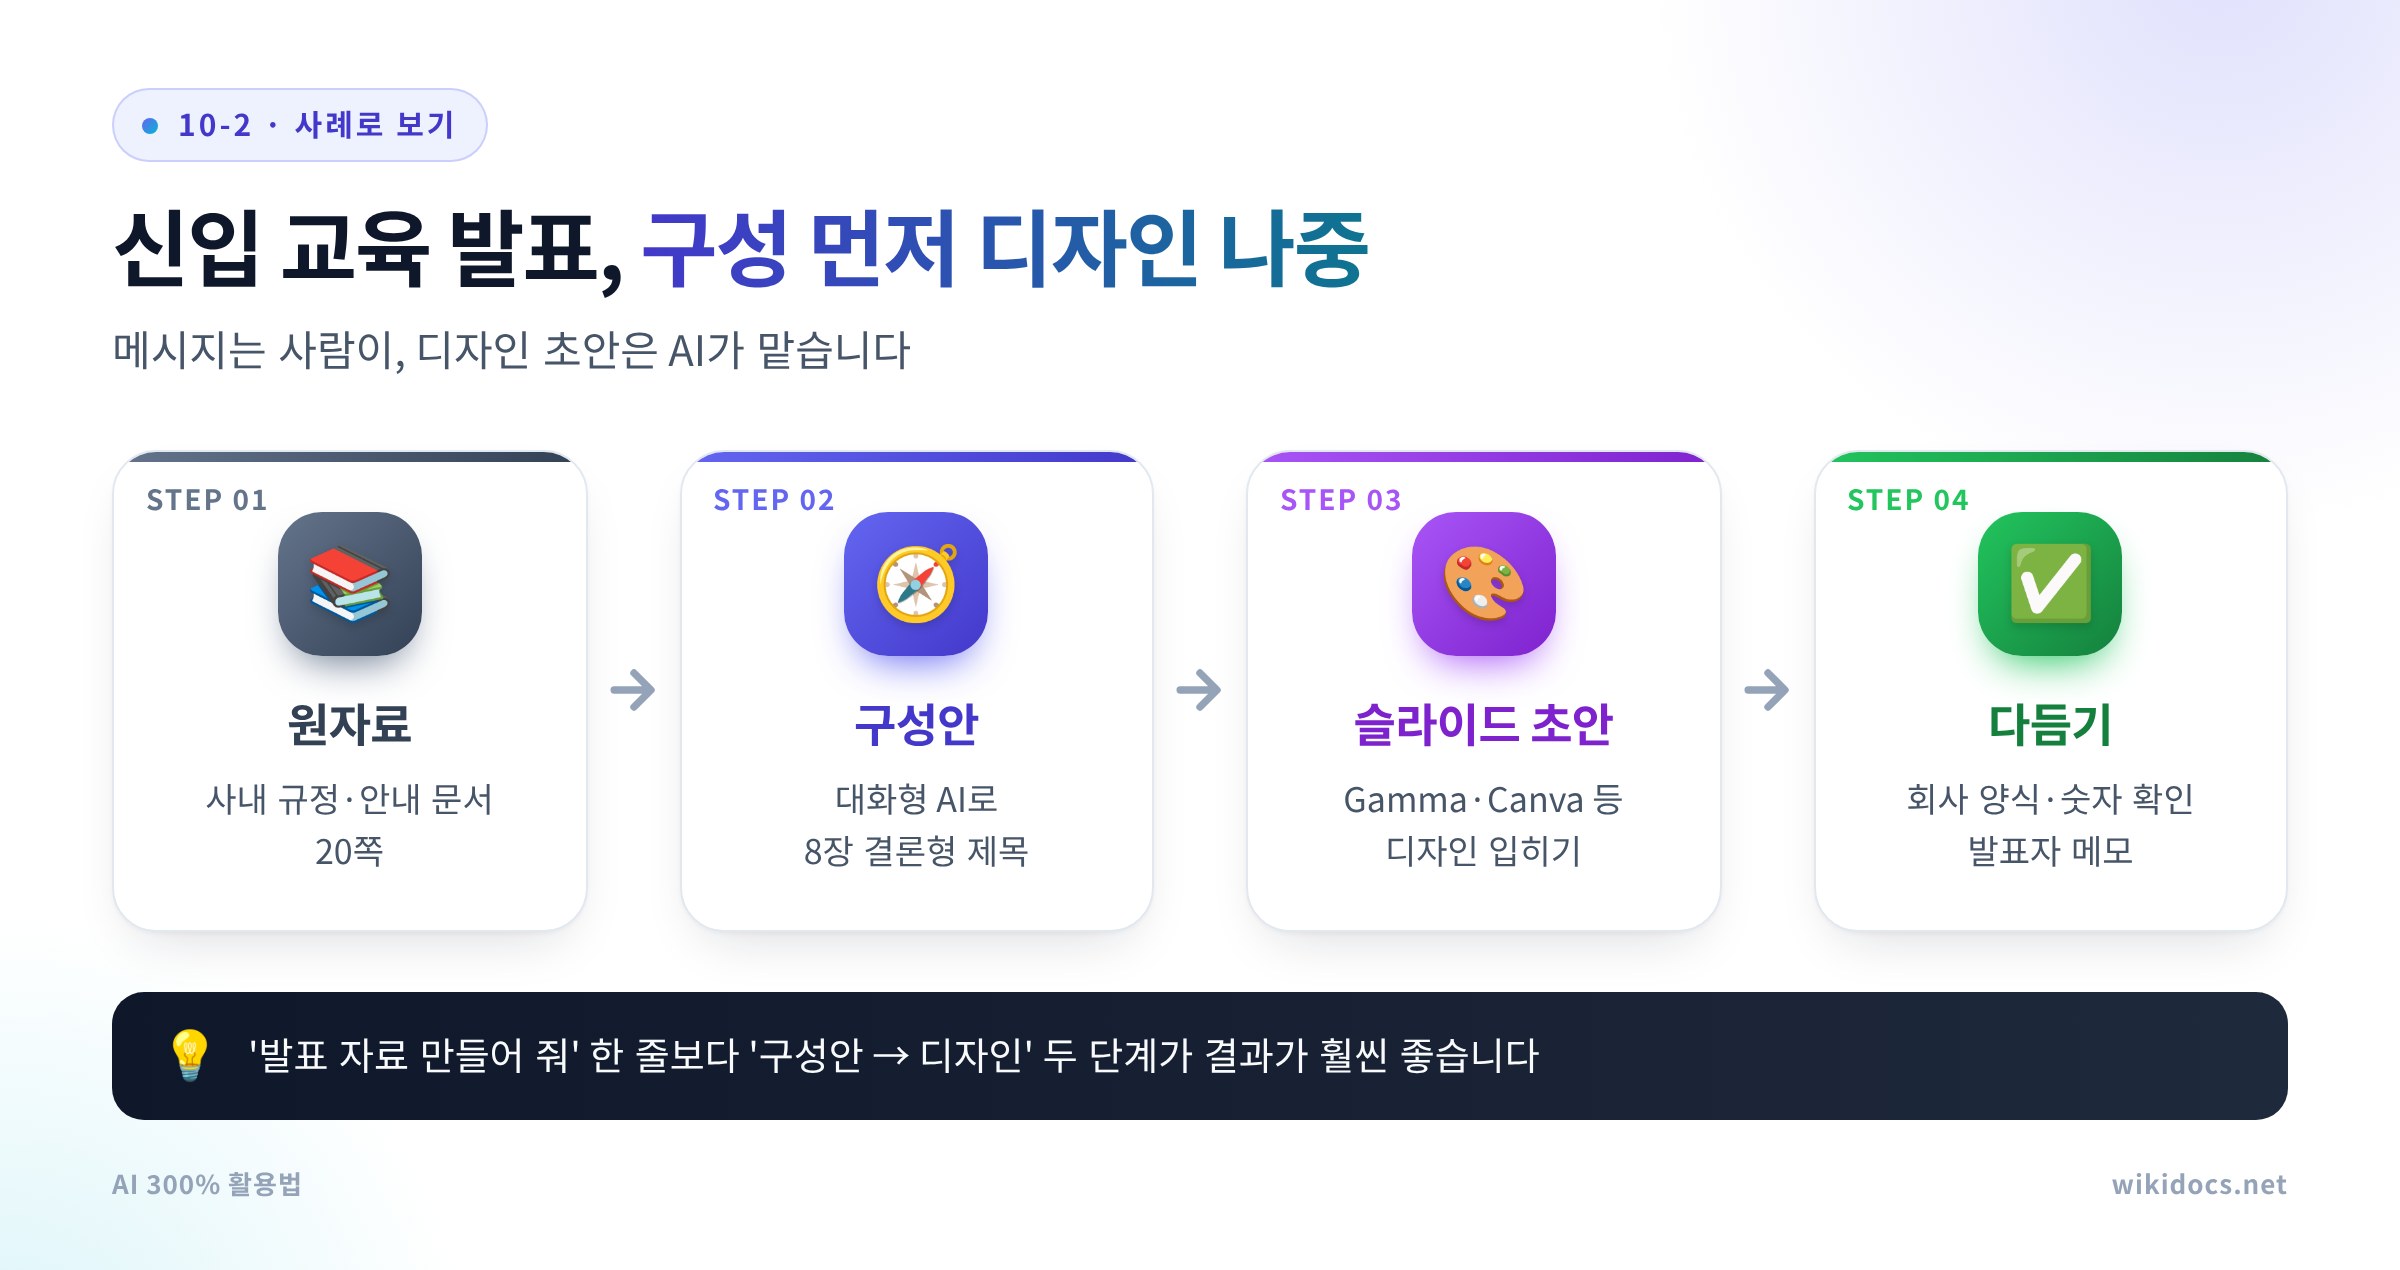 10-2 · 사례로 보기
신입 교육 발표, 구성 먼저 디자인 나중
메시지는 사람이, 디자인 초안은 AI가 맡습니다
STEP 01
원자료
사내 규정·안내 문서
20쪽
STEP 02
구성안
대화형 AI로
8장 결론형 제목
STEP 03
슬라이드 초안
Gamma·Canva 등
디자인 입히기
STEP 04
다듬기
회사 양식·숫자 확인
발표자 메모
'발표 자료 만들어 줘' 한 줄보다 '구성안 → 디자인' 두 단계가 결과가 훨씬 좋습니다
AI 300% 활용법
wikidocs.net